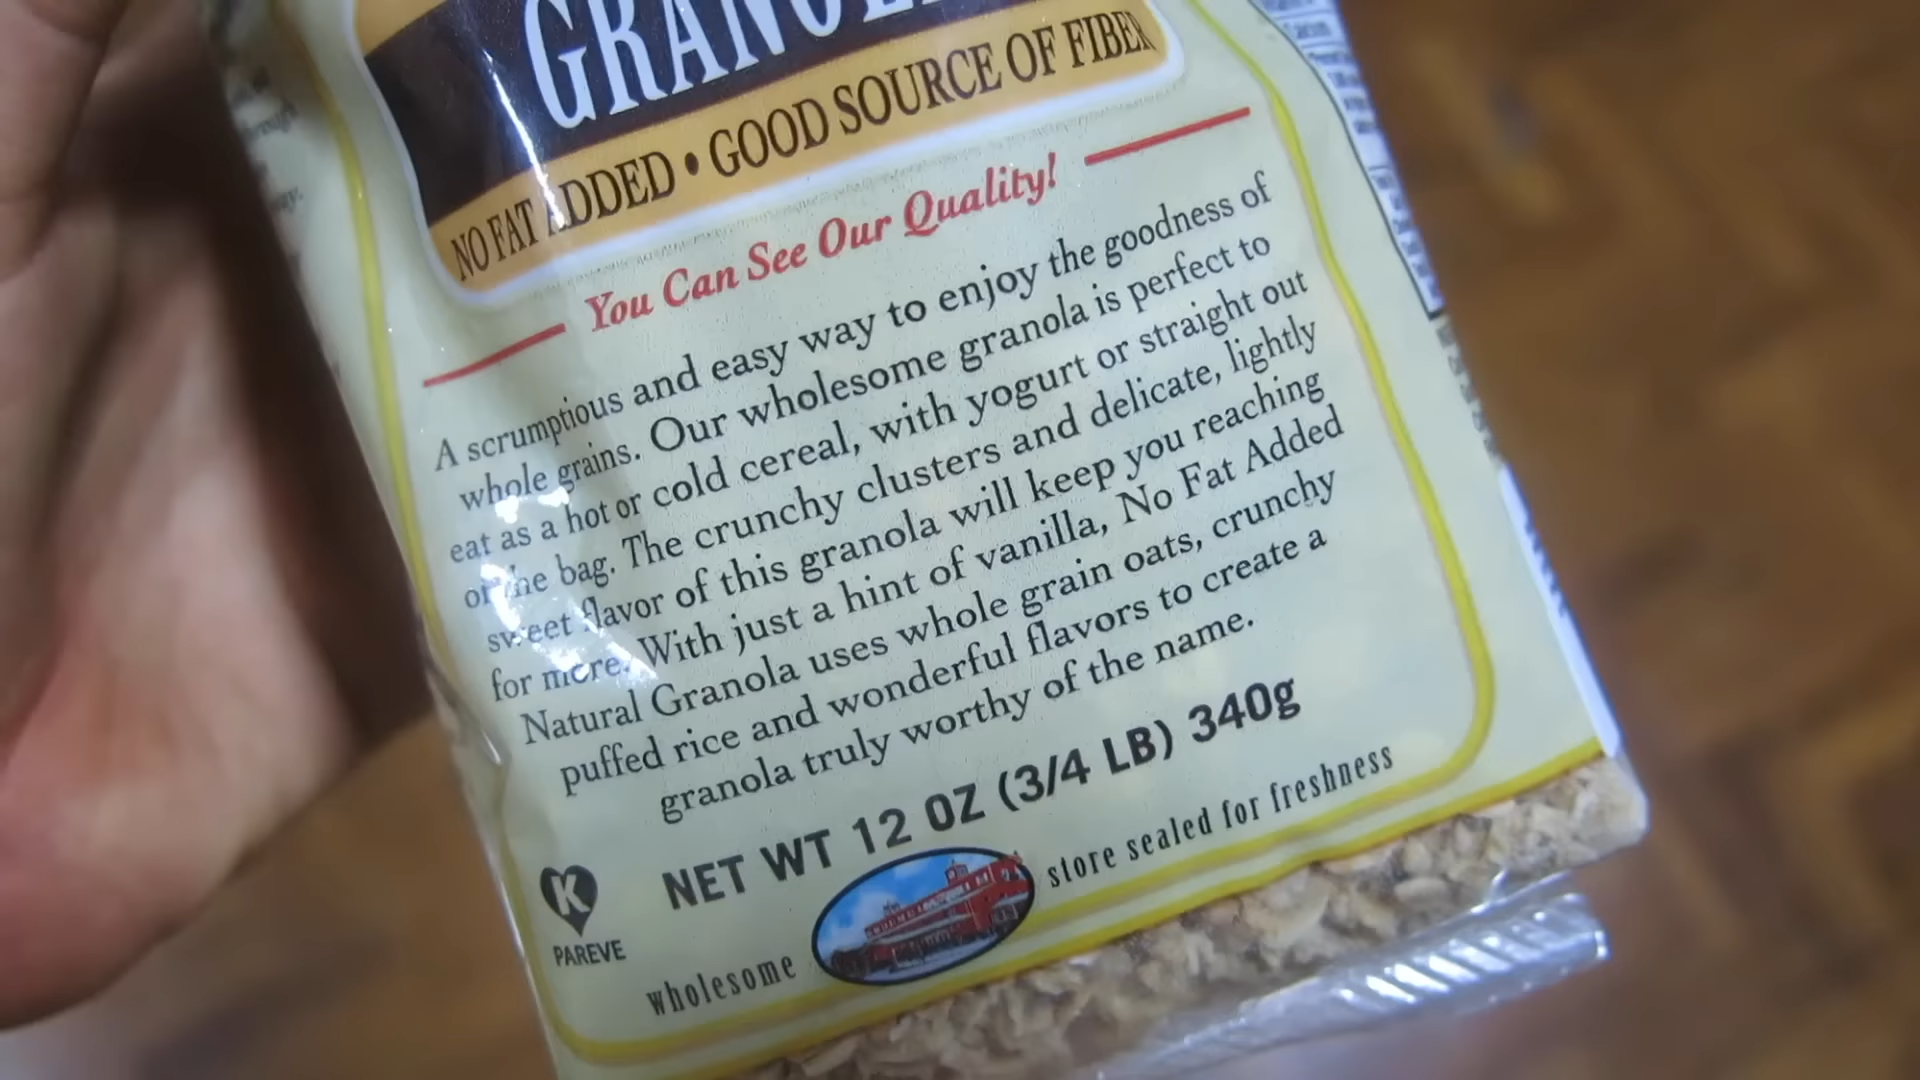 NO FAT ADDED • GOOD SOURCE OF FIBER
You Can See Our Quality!
A scrumptious and easy way to enjoy the goodness of
whole grains. Our wholesome granola is perfect to
eat as a hot or cold cereal, with yogurt or straight out
of the bag. The crunchy clusters and delicate, lightly
sweet flavor of this granola will keep you reaching
for more. With just a hint of vanilla, No Fat Added
Natural Granola uses whole grain oats, crunchy
puffed rice and wonderful flavors to create a
granola truly worthy of the name.
NET WT 12 OZ (3/4 LB) 340g
K
PAREVE
wholesome
store sealed for freshness